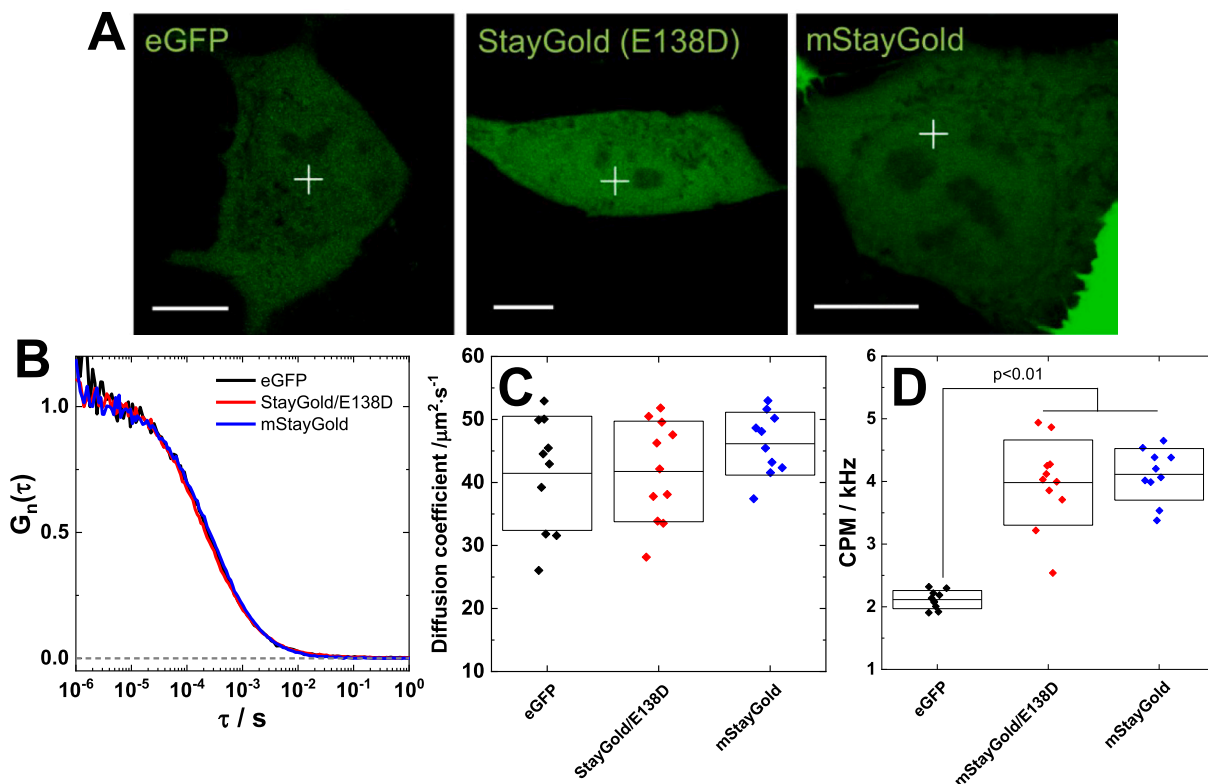 A
eGFP
StayGold (E138D)
mStayGold
B
eGFP
StayGold/E138D
mStayGold
1.0
0.5
0.0
Gₙ(τ)
10⁻⁶ 10⁻⁵ 10⁻⁴ 10⁻³ 10⁻² 10⁻¹ 10⁰
τ / s
C
60
50
40
30
20
10
Diffusion coefficient /µm²·s⁻¹
eGFP
StayGold/E138D
mStayGold
D
p<0.01
6
5
4
3
2
1
CPM / kHz
eGFP
mStayGold/E138D
mStayGold